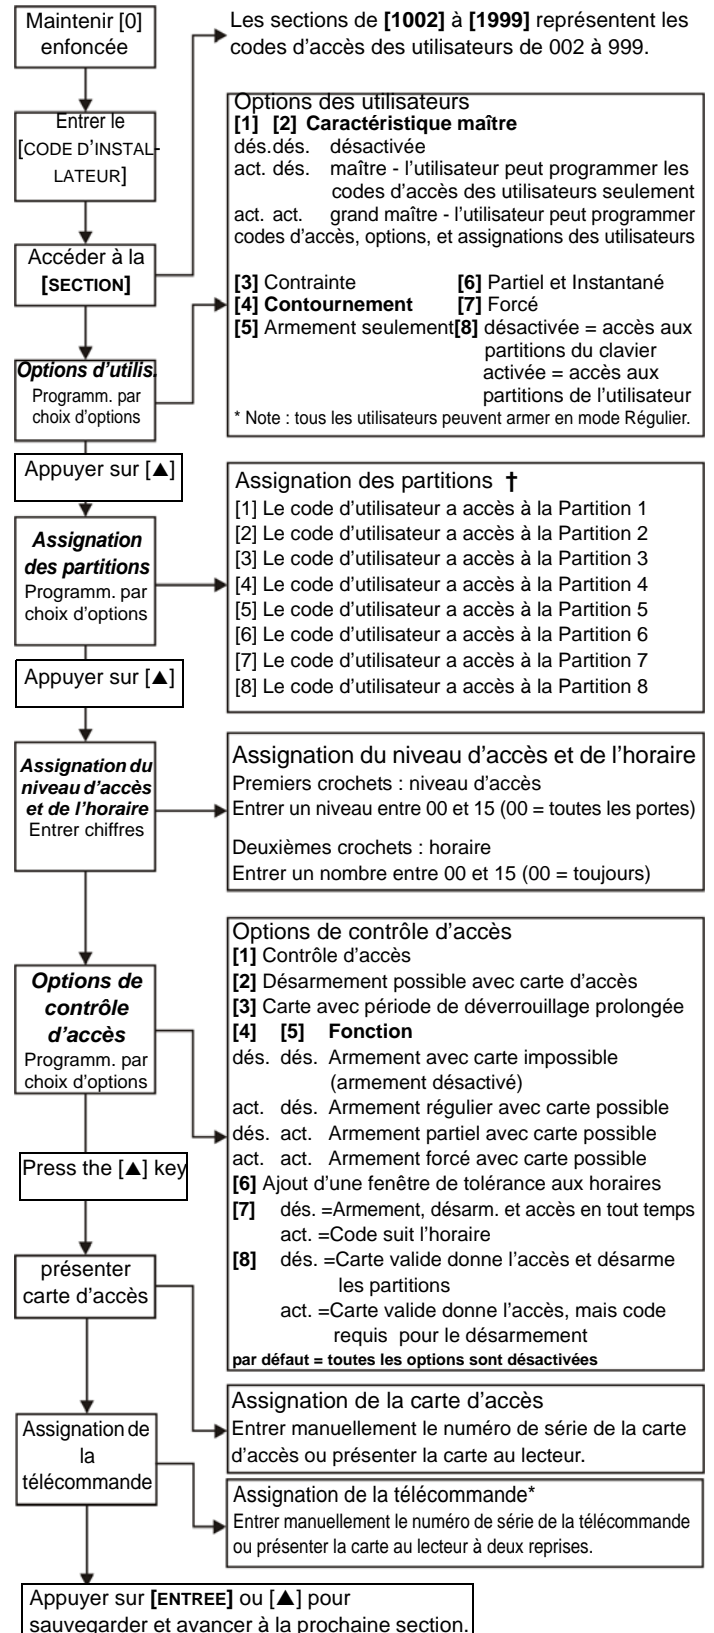 Maintenir [0]
enfoncée
Les sections de [1002] à [1999] représentent les
codes d'accès des utilisateurs de 002 à 999.
Entrer le
[CODE D'INSTAL-
LATEUR]
Accéder à la
[SECTION]
Options des utilisateurs
[1] [2] Caractéristique maître
dés.dés. désactivée
act. dés. maître - l'utilisateur peut programmer les
codes d'accès des utilisateurs seulement
act. act. grand maître - l'utilisateur peut programmer
codes d'accès, options, et assignations des utilisateurs
[3] Contrainte [6] Partiel et Instantané
[4] Contournement [7] Forcé
[5] Armement seulement[8] désactivée = accès aux
partitions du clavier
activée = accès aux
partitions de l'utilisateur
* Note : tous les utilisateurs peuvent armer en mode Régulier.
Options d'utilis.
Programm. par
choix d'options
Appuyer sur [▲]
Assignation
des partitions
Programm. par
choix d'options
Assignation des partitions †
[1] Le code d'utilisateur a accès à la Partition 1
[2] Le code d'utilisateur a accès à la Partition 2
[3] Le code d'utilisateur a accès à la Partition 3
[4] Le code d'utilisateur a accès à la Partition 4
[5] Le code d'utilisateur a accès à la Partition 5
[6] Le code d'utilisateur a accès à la Partition 6
[7] Le code d'utilisateur a accès à la Partition 7
[8] Le code d'utilisateur a accès à la Partition 8
Appuyer sur [▲]
Assignation du
niveau d'accès
et de l'horaire
Entrer chiffres
Assignation du niveau d'accès et de l'horaire
Premiers crochets : niveau d'accès
Entrer un niveau entre 00 et 15 (00 = toutes les portes)
Deuxièmes crochets : horaire
Entrer un nombre entre 00 et 15 (00 = toujours)
Options de
contrôle
d'accès
Programm. par
choix d'options
Options de contrôle d'accès
[1] Contrôle d'accès
[2] Désarmement possible avec carte d'accès
[3] Carte avec période de déverrouillage prolongée
[4] [5] Fonction
dés. dés. Armement avec carte impossible
(armement désactivé)
act. dés. Armement régulier avec carte possible
dés. act. Armement partiel avec carte possible
act. act. Armement forcé avec carte possible
[6] Ajout d'une fenêtre de tolérance aux horaires
[7] dés. =Armement, désarm. et accès en tout temps
act. =Code suit l'horaire
[8] dés. =Carte valide donne l'accès et désarme
les partitions
act. =Carte valide donne l'accès, mais code
requis pour le désarmement
par défaut = toutes les options sont désactivées
Press the [▲] key
présenter
carte d'accès
Assignation de la carte d'accès
Entrer manuellement le numéro de série de la carte
d'accès ou présenter la carte au lecteur.
Assignation de
la
télécommande
Assignation de la télécommande*
Entrer manuellement le numéro de série de la télécommande
ou présenter la carte au lecteur à deux reprises.
Appuyer sur [ENTREE] ou [▲] pour
sauvegarder et avancer à la prochaine section.